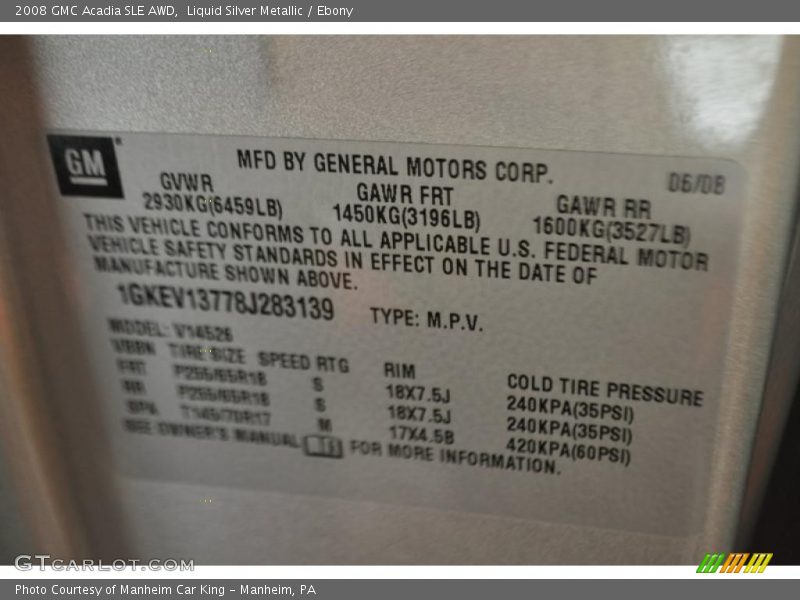 2008 GMC Acadia SLE AWD, Liquid Silver Metallic / Ebony
GM
MFD BY GENERAL MOTORS CORP. 06/08
GVWR GAWR FRT GAWR RR
2930KG(6459LB) 1450KG(3196LB) 1600KG(3527LB)
THIS VEHICLE CONFORMS TO ALL APPLICABLE U.S. FEDERAL MOTOR
VEHICLE SAFETY STANDARDS IN EFFECT ON THE DATE OF
MANUFACTURE SHOWN ABOVE.
1GKEV13778J283139 TYPE: M.P.V.
MODEL: V14526
TIRE SIZE SPEED RTG RIM COLD TIRE PRESSURE
FRT P255/65R18 S 18X7.5J 240KPA(35PSI)
RR P255/65R18 S 18X7.5J 240KPA(35PSI)
SPA T145/70R17 M 17X4.5B 420KPA(60PSI)
SEE OWNER'S MANUAL FOR MORE INFORMATION.
GTCARLOT.COM
Photo Courtesy of Manheim Car King - Manheim, PA